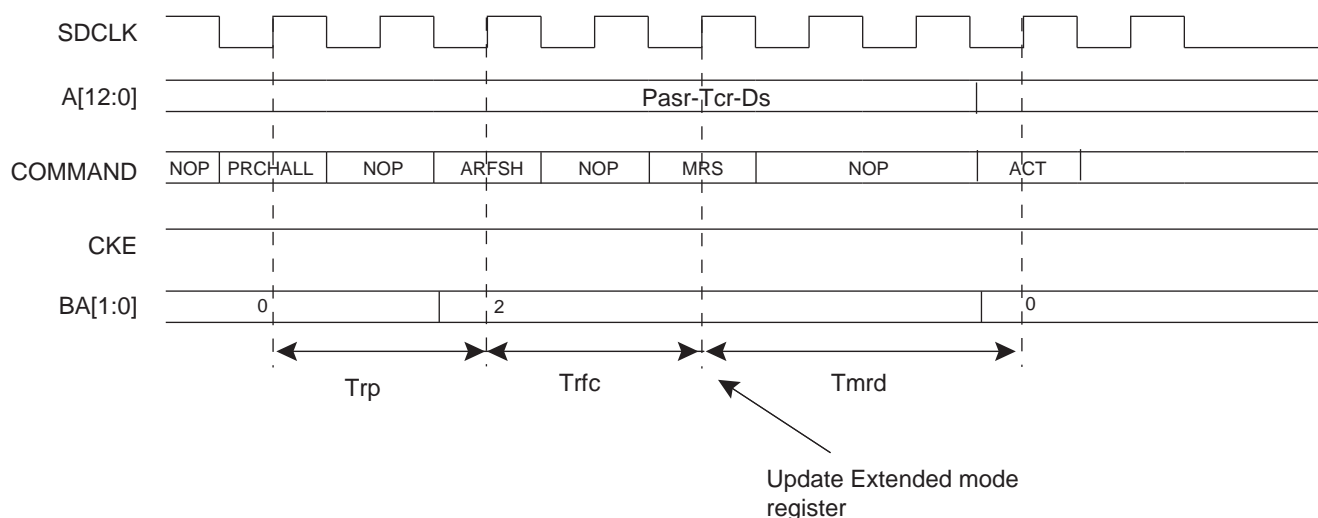 SDCLK
A[12:0]
Pasr-Tcr-Ds
COMMAND
NOP PRCHALL NOP ARFSH NOP MRS NOP ACT
CKE
BA[1:0]
0 2 0
Trp Trfc Tmrd
Update Extended mode
register